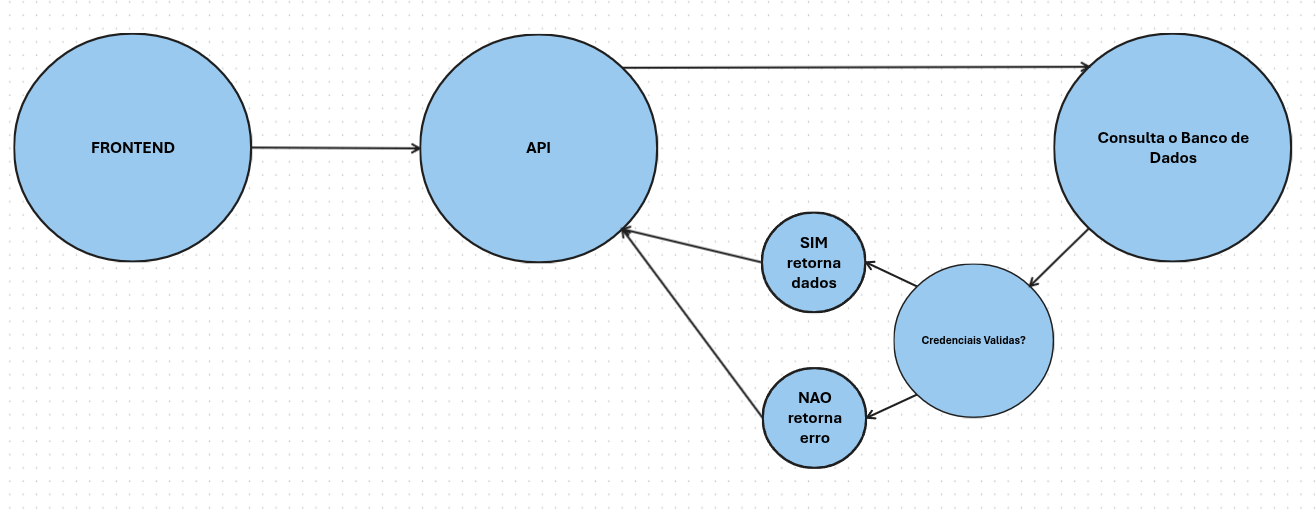 FRONTEND
API
Consulta o Banco de
Dados
SIM
retorna
dados
Credenciais Validas?
NAO
retorna
erro